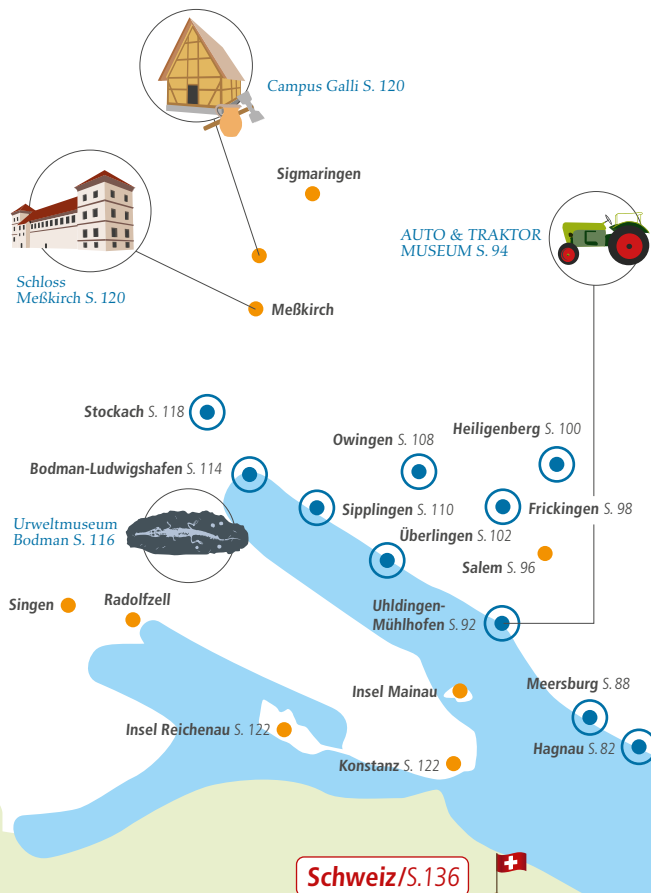 Campus Galli S. 120
Sigmaringen
AUTO & TRAKTOR
MUSEUM S. 94
Schloss
Meßkirch S. 120
Meßkirch
Stockach S. 118
Heiligenberg S. 100
Owingen S. 108
Bodman-Ludwigshafen S. 114
Sipplingen S. 110
Frickingen S. 98
Urweltmuseum
Bodman S. 116
Überlingen S. 102
Salem S. 96
Singen
Radolfzell
Uhldingen-
Mühlhofen S. 92
Insel Mainau
Meersburg S. 88
Insel Reichenau S. 122
Hagnau S. 82
Konstanz S. 122
Schweiz/S.136